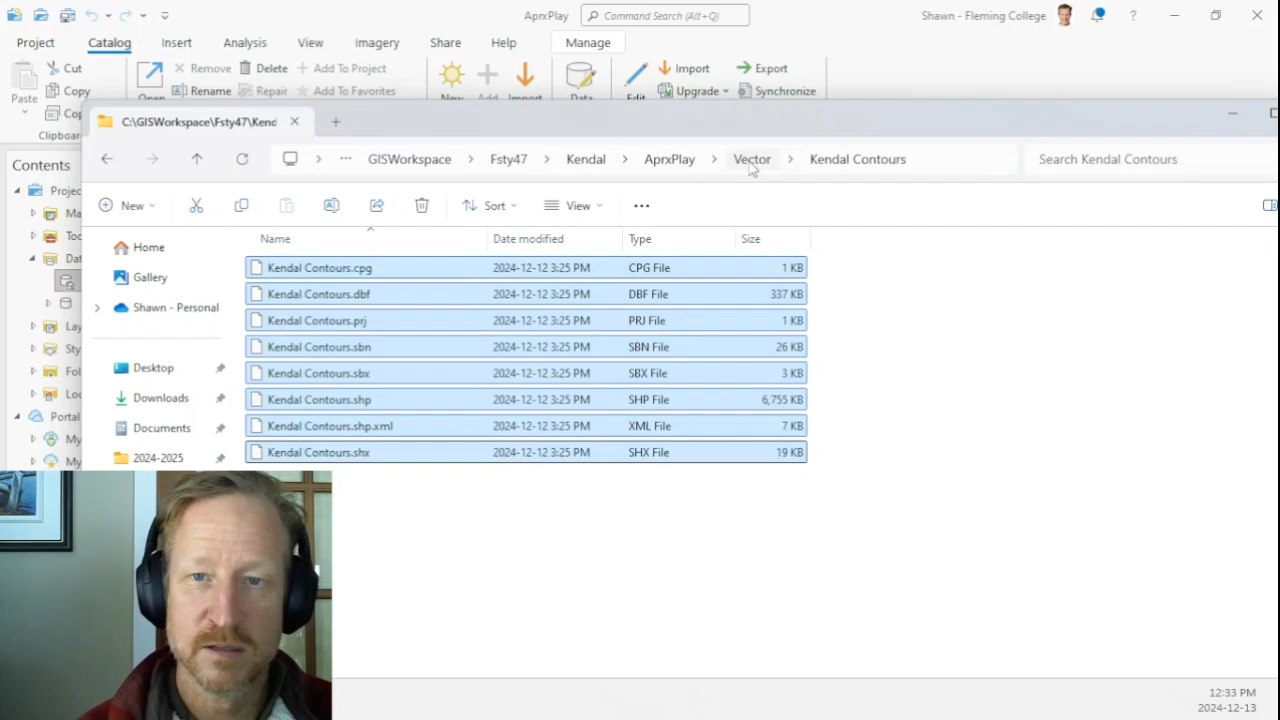 AprxPlay
Command Search (Alt+Q)
Shawn - Fleming College
?
Project
Catalog
Insert
Analysis
View
Imagery
Share
Help
Manage
Paste
Cut
Copy
Clipboard
Open
Remove
Delete
Add To Project
Rename
Repair
Add To Favorites
New
Add
Import
Data
Edit
Import
Export
Upgrade
Synchronize
C:\GISWorkspace\Fsty47\Kend
GISWorkspace > Fsty47 > Kendal > AprxPlay > Vector > Kendal Contours
Search Kendal Contours
New
Sort
View
Contents
Name Date modified Type Size
Home
Gallery
Shawn - Personal
Desktop
Downloads
Documents
2024-2025
Kendal Contours.cpg 2024-12-12 3:25 PM CPG File 1 KB
Kendal Contours.dbf 2024-12-12 3:25 PM DBF File 337 KB
Kendal Contours.prj 2024-12-12 3:25 PM PRJ File 1 KB
Kendal Contours.sbn 2024-12-12 3:25 PM SBN File 26 KB
Kendal Contours.sbx 2024-12-12 3:25 PM SBX File 3 KB
Kendal Contours.shp 2024-12-12 3:25 PM SHP File 6,755 KB
Kendal Contours.shp.xml 2024-12-12 3:25 PM XML File 7 KB
Kendal Contours.shx 2024-12-12 3:25 PM SHX File 19 KB
12:33 PM
2024-12-13